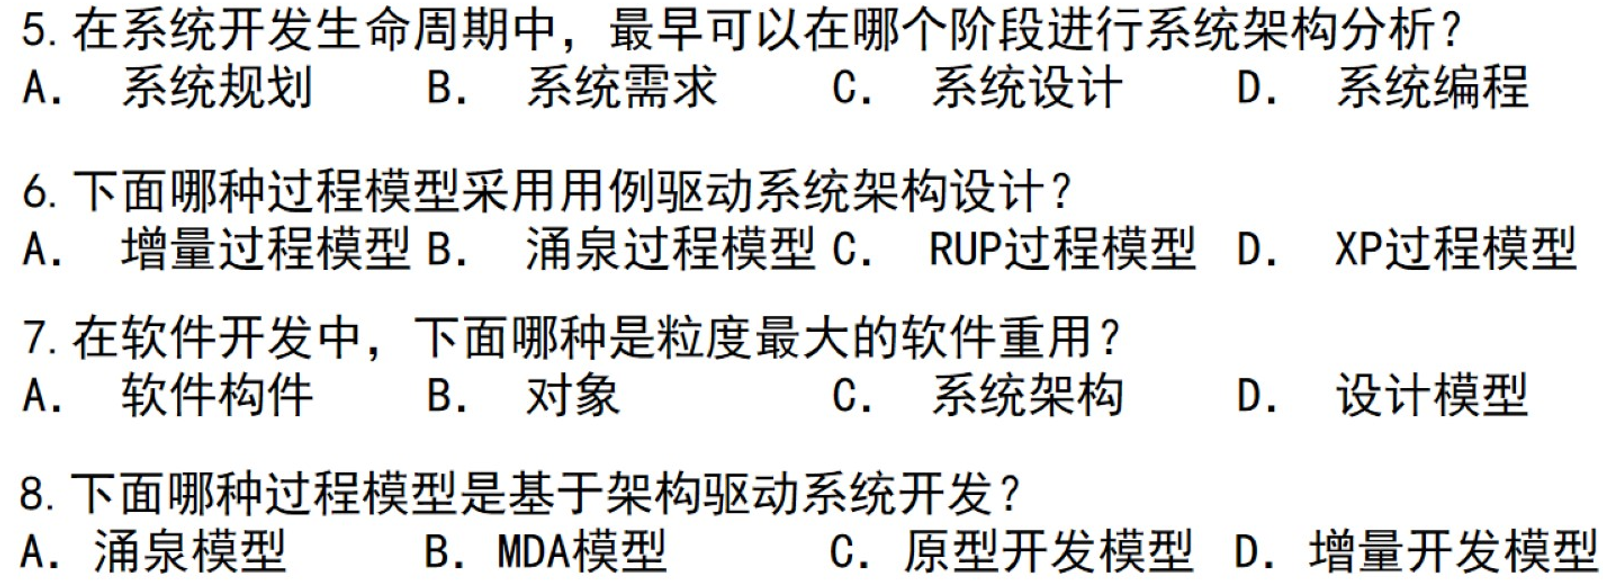 5. 在系统开发生命周期中，最早可以在哪个阶段进行系统架构分析？
A. 系统规划 B. 系统需求 C. 系统设计 D. 系统编程
6. 下面哪种过程模型采用用例驱动系统架构设计？
A. 增量过程模型 B. 涌泉过程模型 C. RUP过程模型 D. XP过程模型
7. 在软件开发中，下面哪种是粒度最大的软件重用？
A. 软件构件 B. 对象 C. 系统架构 D. 设计模型
8. 下面哪种过程模型是基于架构驱动系统开发？
A. 涌泉模型 B. MDA模型 C. 原型开发模型 D. 增量开发模型